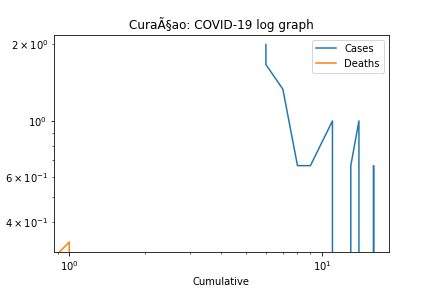 CuraÃ§ao: COVID-19 log graph
2 × 10⁰
10⁰
6 × 10⁻¹
4 × 10⁻¹
Cases
Deaths
10⁰
10¹
Cumulative